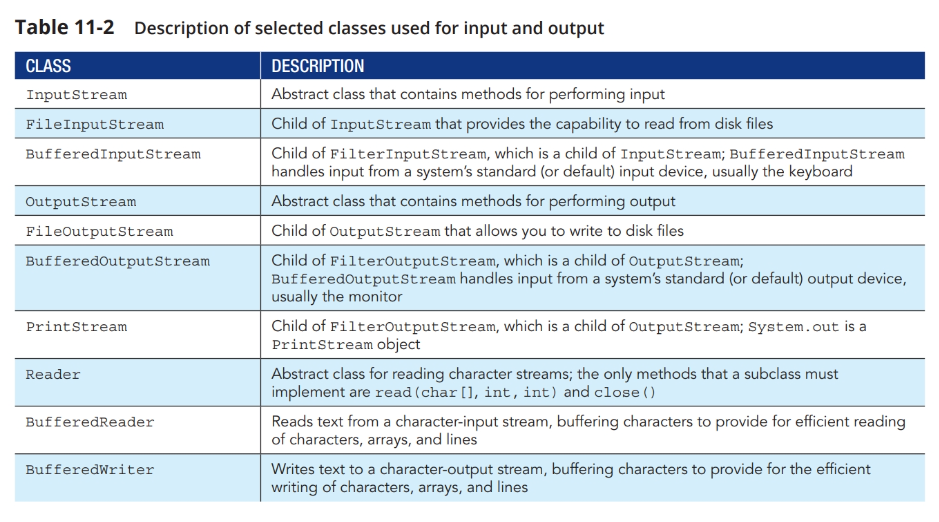 Table 11-2 Description of selected classes used for input and output
CLASS DESCRIPTION
InputStream Abstract class that contains methods for performing input
FileInputStream Child of InputStream that provides the capability to read from disk files
BufferedInputStream Child of FilterInputStream, which is a child of InputStream; BufferedInputStream
handles input from a system's standard (or default) input device, usually the keyboard
OutputStream Abstract class that contains methods for performing output
FileOutputStream Child of OutputStream that allows you to write to disk files
BufferedOutputStream Child of FilterOutputStream, which is a child of OutputStream;
BufferedOutputStream handles input from a system's standard (or default) output device,
usually the monitor
PrintStream Child of FilterOutputStream, which is a child of OutputStream; System.out is a
PrintStream object
Reader Abstract class for reading character streams; the only methods that a subclass must
implement are read(char[], int, int) and close()
BufferedReader Reads text from a character-input stream, buffering characters to provide for efficient reading
of characters, arrays, and lines
BufferedWriter Writes text to a character-output stream, buffering characters to provide for the efficient
writing of characters, arrays, and lines